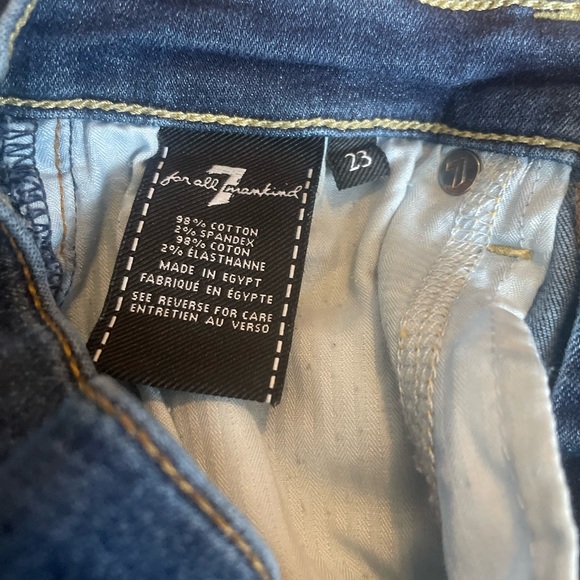 7
for all mankind
23
98% COTTON
2% SPANDEX
98% COTON
2% ÉLASTHANNE
MADE IN EGYPT
FABRIQUÉ EN ÉGYPTE
SEE REVERSE FOR CARE
ENTRETIEN AU VERSO
7